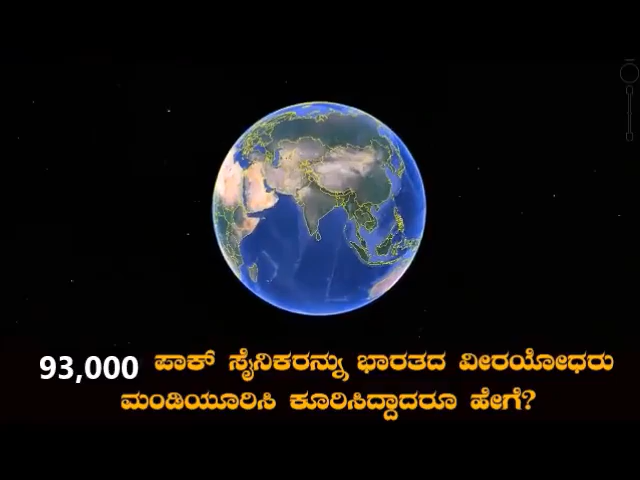 93,000 ಪಾಕ್ ಸೈನಿಕರನ್ನು ಭಾರತದ ವೀರಯೋಧರು
ಮಂಡಿಯೂರಿಸಿ ಕೂರಿಸಿದ್ದಾದರೂ ಹೇಗೆ?